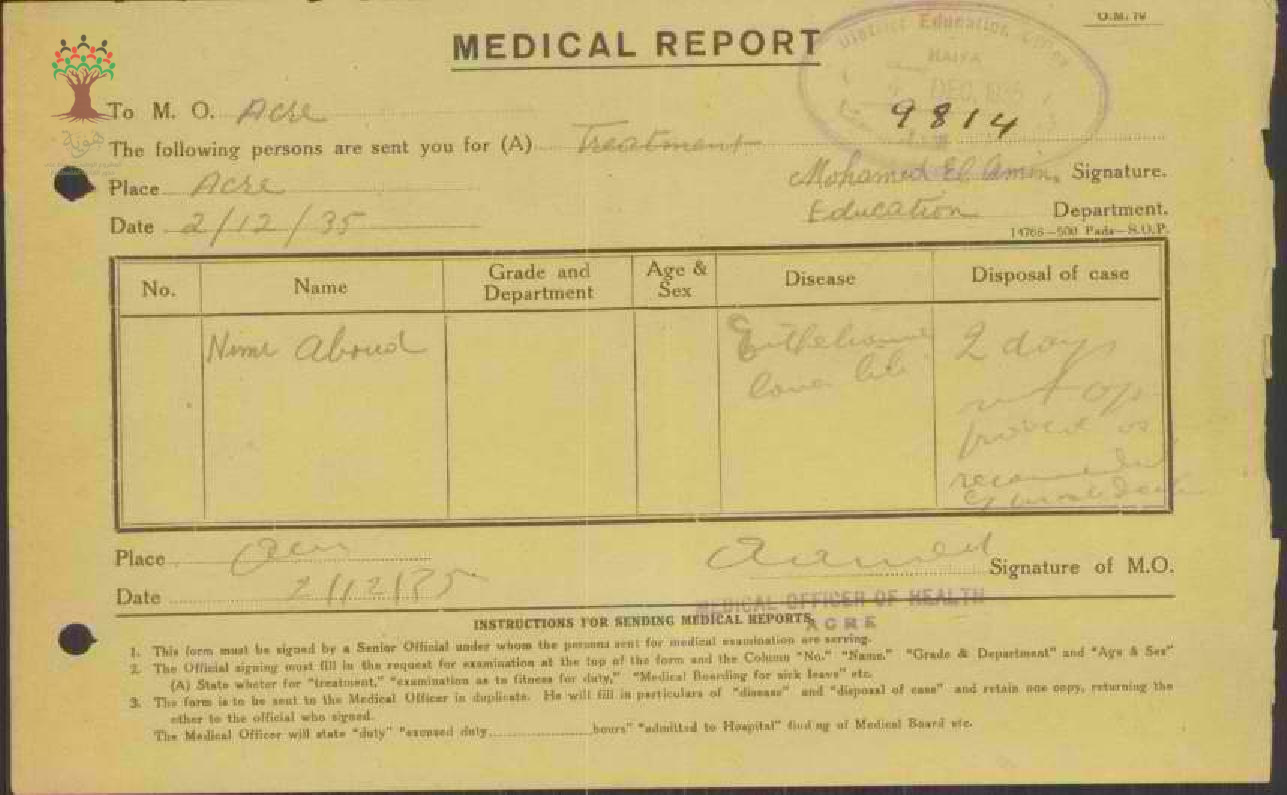 O.M. IV
MEDICAL REPORT
District Education Office
HAIFA
DEC 1935
9814
To M. O. Acre
The following persons are sent you for (A) Treatment
Place Acre
Mohamed El Amin, Signature.
Date 2/12/35
Education Department.
14766—500 Pads—S.O.P.
No. Name Grade and Department Age & Sex Disease Disposal of case
Nimr Aboud
2 days
recommended
Place Acre
Signature of M.O.
Date 2/12/35
MEDICAL OFFICER OF HEALTH
ACRE
INSTRUCTIONS FOR SENDING MEDICAL REPORTS
1. This form must be signed by a Senior Official under whom the persons sent for medical examination are serving.
2. The Official signing must fill in the request for examination at the top of the form and the Column "No." "Name." "Grade & Department" and "Age & Sex"
(A) State wheter for "treatment," "examination as to fitness for duty," "Medical Boarding for sick leave" etc.
3. The form is to be sent to the Medical Officer in duplicate. He will fill in particulars of "disease" and "disposal of case" and retain one copy, returning the
other to the official who signed.
The Medical Officer will state "duty" "excused duty ............ hours" "admitted to Hospital" finding of Medical Board etc.